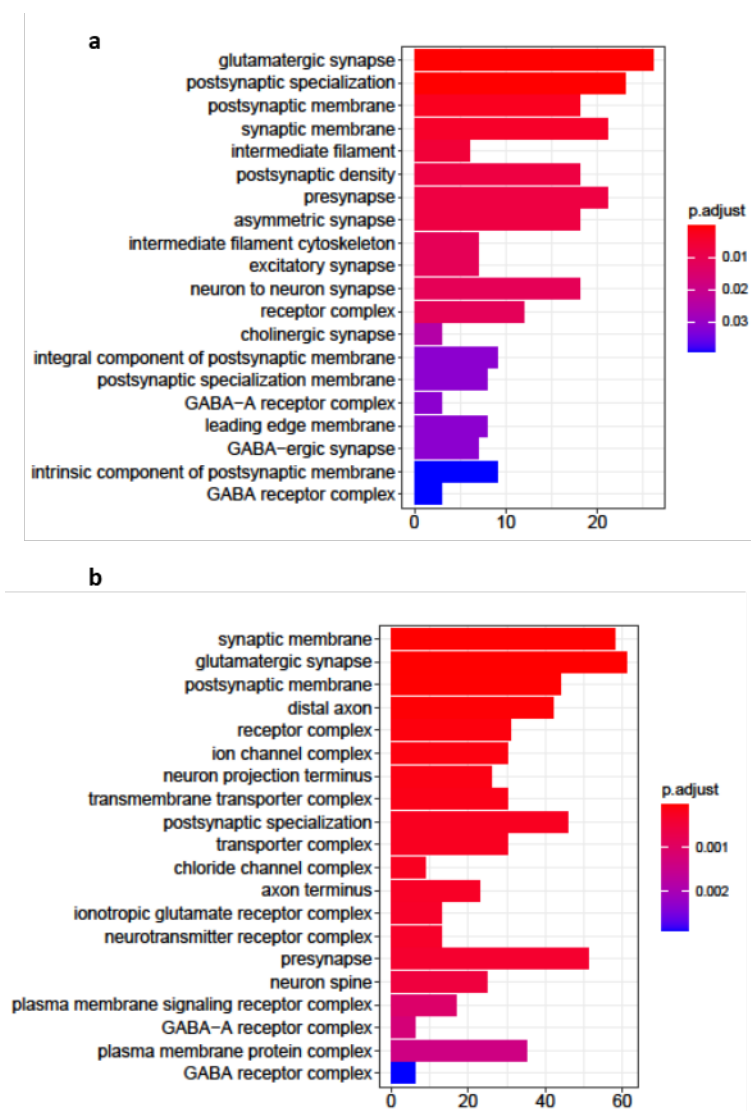 a
glutamatergic synapse
postsynaptic specialization
postsynaptic membrane
synaptic membrane
intermediate filament
postsynaptic density
presynapse
asymmetric synapse
intermediate filament cytoskeleton
excitatory synapse
neuron to neuron synapse
receptor complex
cholinergic synapse
integral component of postsynaptic membrane
postsynaptic specialization membrane
GABA−A receptor complex
leading edge membrane
GABA−ergic synapse
intrinsic component of postsynaptic membrane
GABA receptor complex
0 10 20
p.adjust
0.01
0.02
0.03
b
synaptic membrane
glutamatergic synapse
postsynaptic membrane
distal axon
receptor complex
ion channel complex
neuron projection terminus
transmembrane transporter complex
postsynaptic specialization
transporter complex
chloride channel complex
axon terminus
ionotropic glutamate receptor complex
neurotransmitter receptor complex
presynapse
neuron spine
plasma membrane signaling receptor complex
GABA−A receptor complex
plasma membrane protein complex
GABA receptor complex
0 20 40 60
p.adjust
0.001
0.002